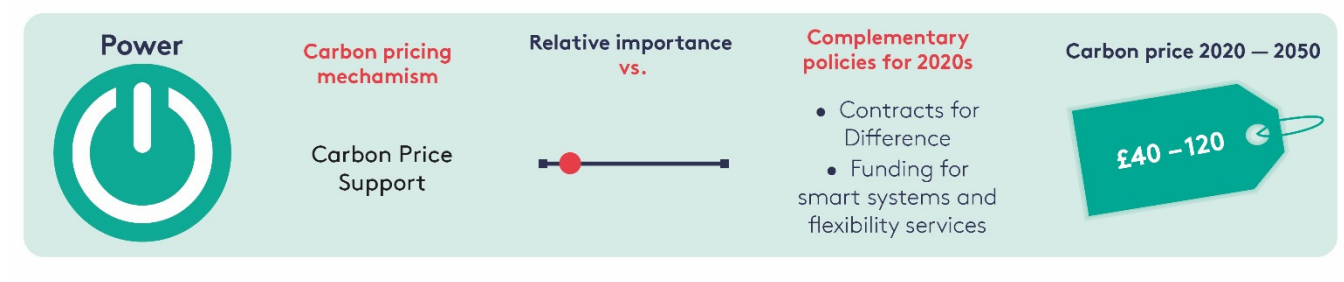 Power
Carbon pricing
mechamism
Carbon Price
Support
Relative importance
vs.
Complementary
policies for 2020s
• Contracts for
Difference
• Funding for
smart systems and
flexibility services
Carbon price 2020 — 2050
£40 –120